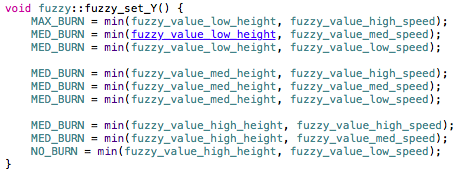 void fuzzy::fuzzy_set_Y() {
MAX_BURN = min(fuzzy_value_low_height, fuzzy_value_high_speed);
MED_BURN = min(fuzzy_value_low_height, fuzzy_value_med_speed);
MED_BURN = min(fuzzy_value_low_height, fuzzy_value_low_speed);
MED_BURN = min(fuzzy_value_med_height, fuzzy_value_high_speed);
MED_BURN = min(fuzzy_value_med_height, fuzzy_value_med_speed);
MED_BURN = min(fuzzy_value_med_height, fuzzy_value_low_speed);
MED_BURN = min(fuzzy_value_high_height, fuzzy_value_high_speed);
MED_BURN = min(fuzzy_value_high_height, fuzzy_value_med_speed);
NO_BURN = min(fuzzy_value_high_height, fuzzy_value_low_speed);
}